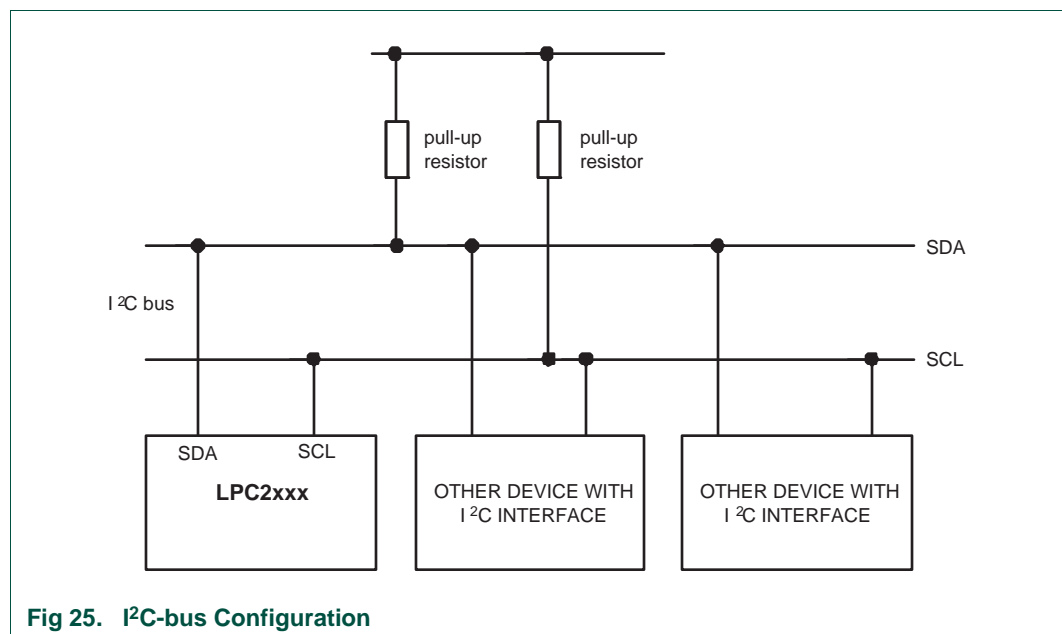 pull-up
resistor
pull-up
resistor
SDA
I ²C bus
SCL
SDA
SCL
LPC2xxx
OTHER DEVICE WITH
I ²C INTERFACE
OTHER DEVICE WITH
I ²C INTERFACE
Fig 25. I²C-bus Configuration